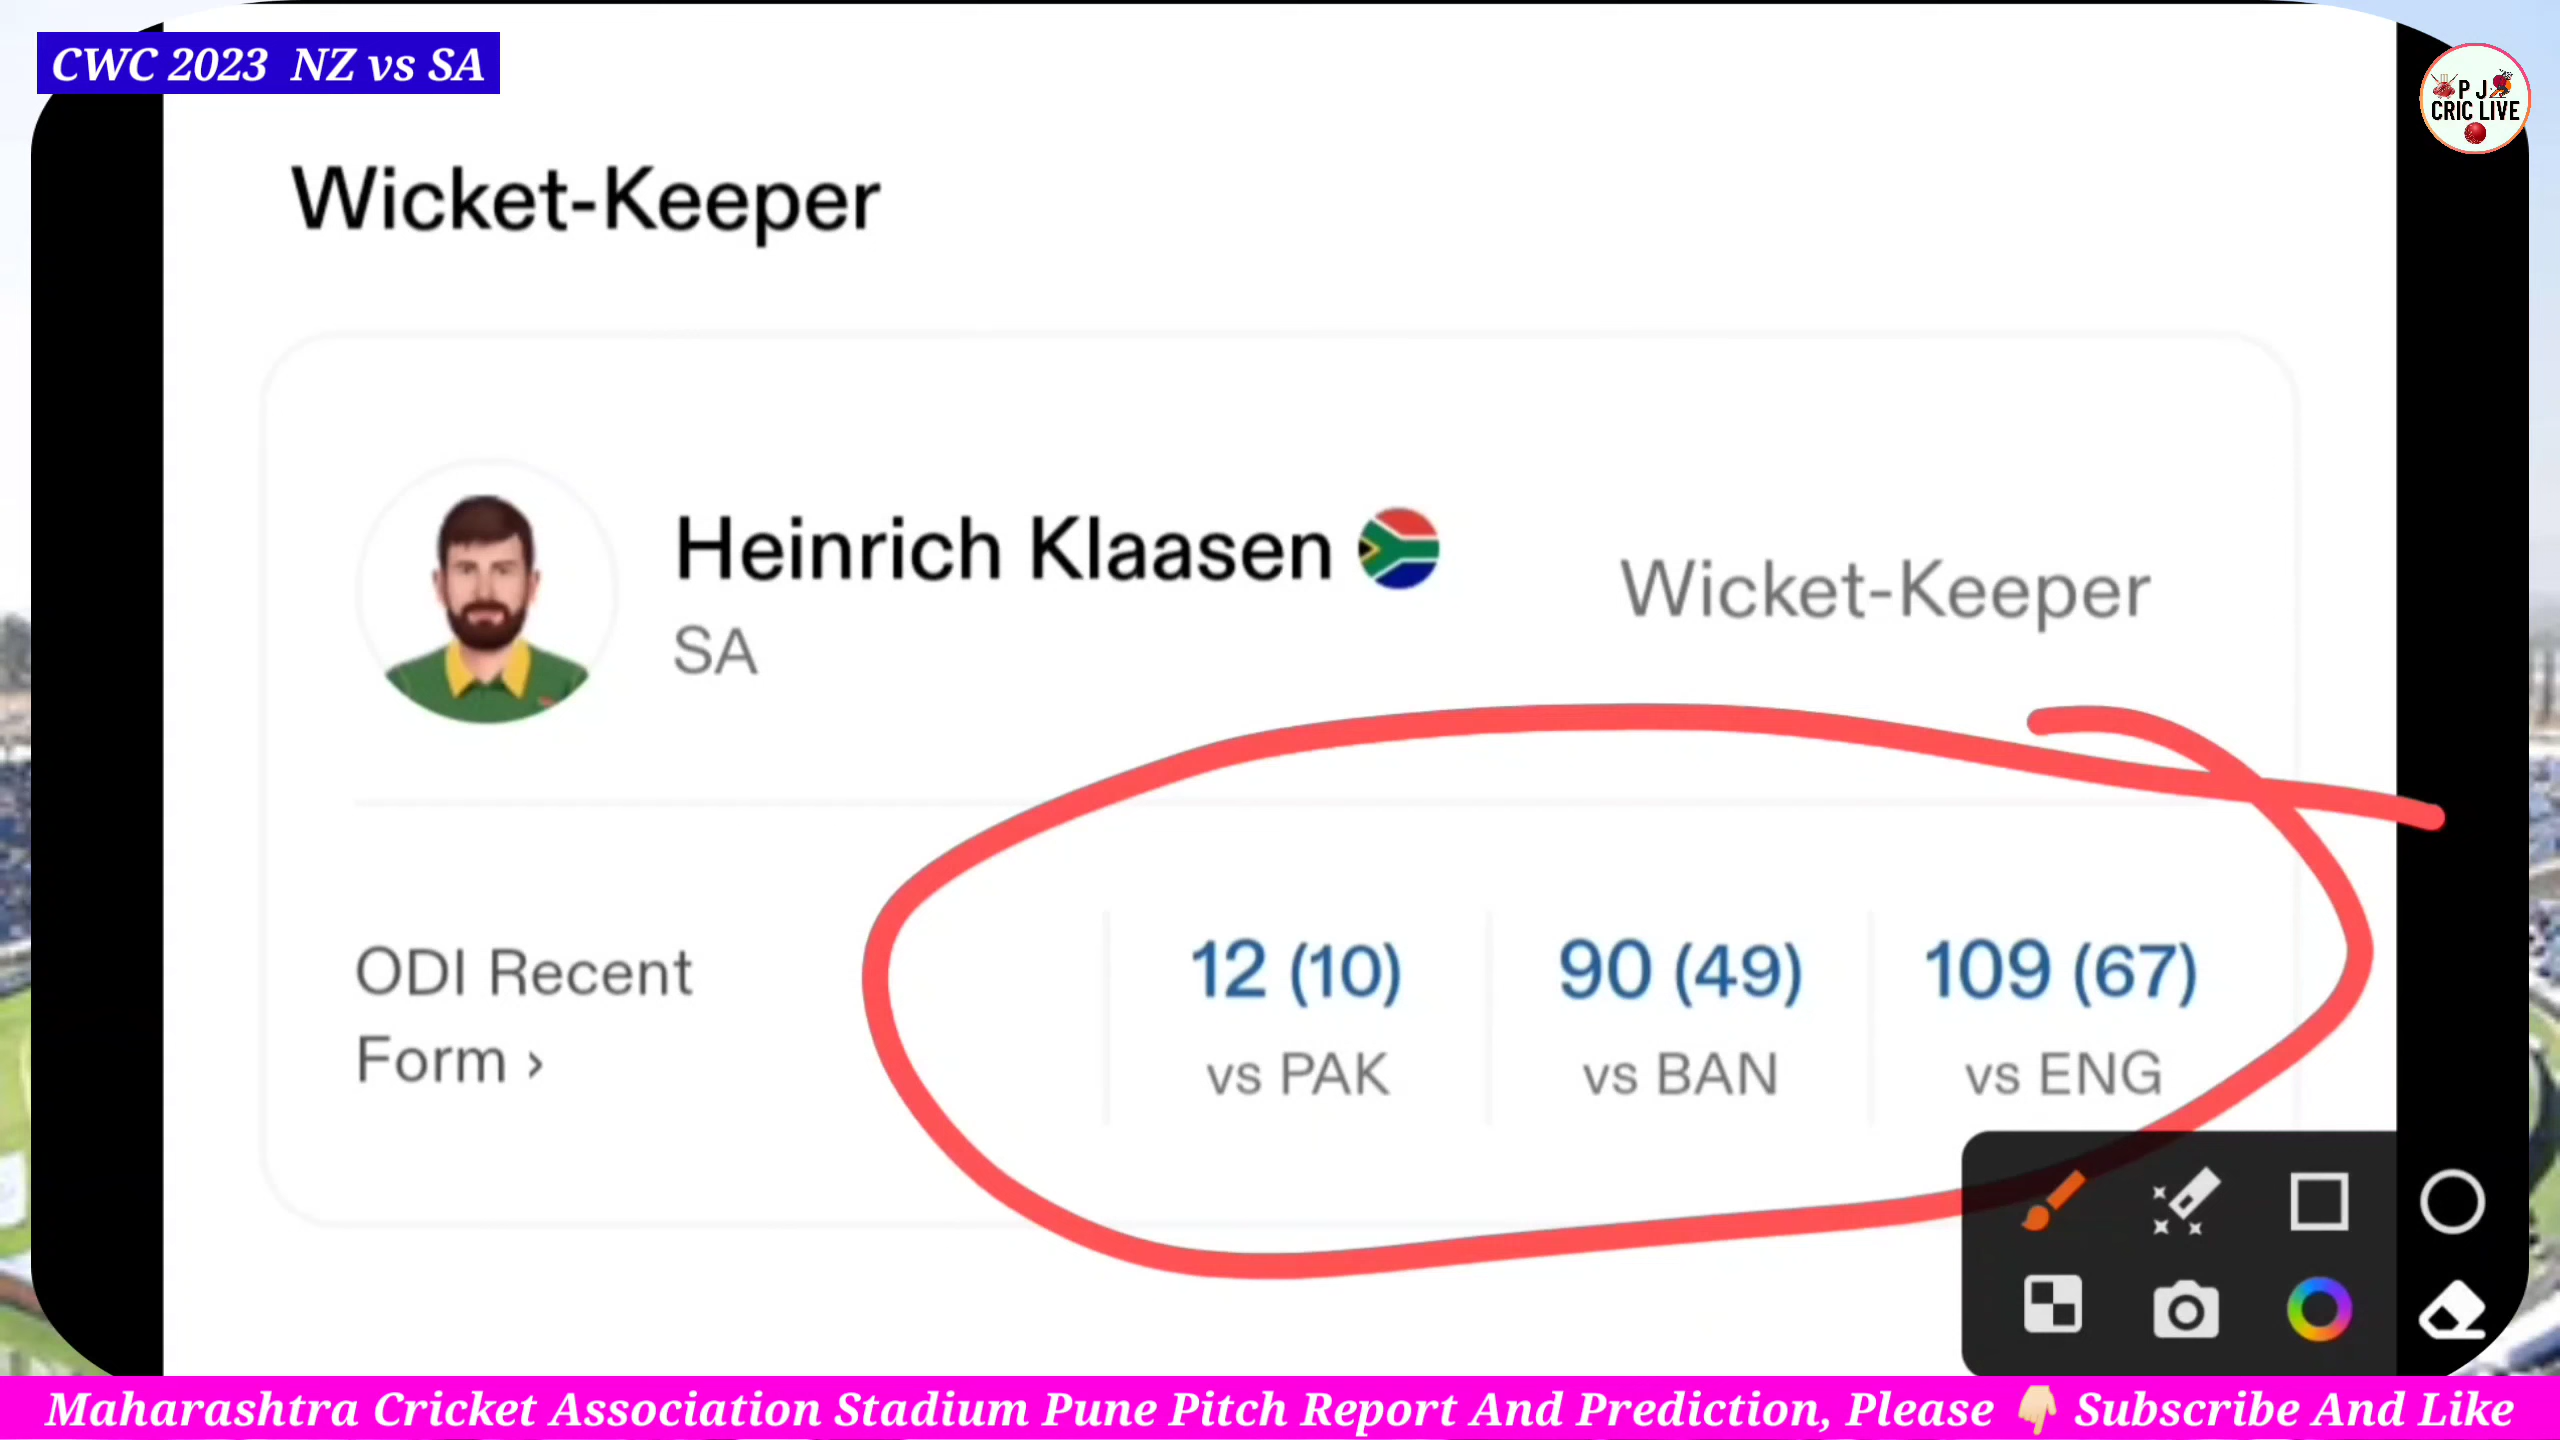 CWC 2023 NZ vs SA
P J
CRIC LIVE
Wicket-Keeper
Heinrich Klaasen
SA
Wicket-Keeper
ODI Recent
Form ›
12 (10)
vs PAK
90 (49)
vs BAN
109 (67)
vs ENG
Maharashtra Cricket Association Stadium Pune Pitch Report And Prediction, Please 👇🏼 Subscribe And Like